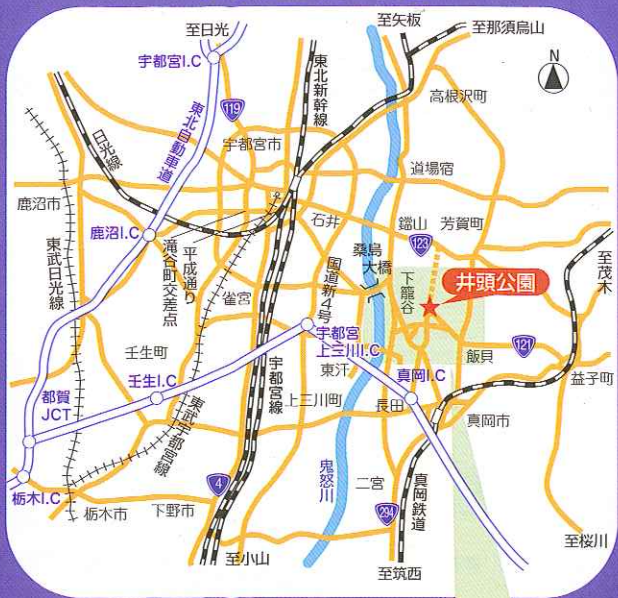 至日光
至矢板
至那須烏山
宇都宮I.C
東北新幹線
N
高根沢町
119
日光線
東北自動車道
宇都宮市
道場宿
鹿沼市
石井
鐺山
芳賀町
鹿沼I.C
東武日光線
滝谷町交差点
平成通り
雀宮
国道新4号
桑島大橋
123
下籠谷
井頭公園
至茂木
宇都宮上三川I.C
壬生町
宇都宮線
東汗
飯貝
121
都賀JCT
壬生I.C
東武宇都宮線
上三川町
真岡I.C
長田
真岡市
益子町
栃木I.C
4
鬼怒川
二宮
294
真岡鉄道
栃木市
下野市
至小山
至筑西
至桜川